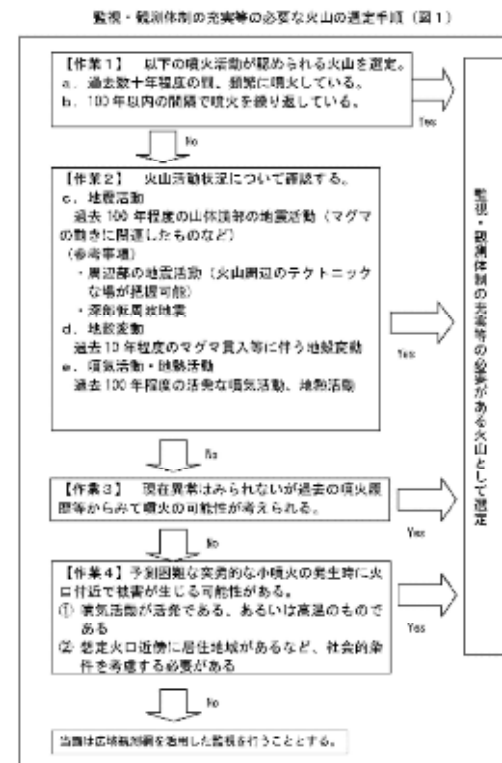 監視・観測体制の充実等の必要な火山の選定手順（図１）
【作業１】　以下の噴火活動が認められる火山を選定。
ａ．過去数十年程度の間、頻繁に噴火している。
ｂ．100年以内の間隔で噴火を繰り返している。
Yes
No
【作業２】　火山活動状況について確認する。
ｃ．地震活動
過去100年程度の山体浅部の地震活動（マグマ
の動きに関連したものなど）
（参考事項）
・周辺部の地震活動（火山周辺のテクトニック
な場が把握可能）
・深部低周波地震
ｄ．地殻変動
過去10年程度のマグマ貫入等に伴う地殻変動
ｅ．噴気活動・地熱活動
過去100年程度の活発な噴気活動、地熱活動
Yes
No
【作業３】　現在異常はみられないが過去の噴火履
歴等からみて噴火の可能性が考えられる。
Yes
No
【作業４】予測困難な突発的な小噴火の発生時に火
口付近で被害が生じる可能性がある。
① 噴気活動が活発である、あるいは高温のもので
ある
② 想定火口近傍に居住地域があるなど、社会的条
件を考慮する必要がある
Yes
No
当面は広域観測網を活用した監視を行うこととする。
監視・観測体制の充実等の必要がある火山として選定